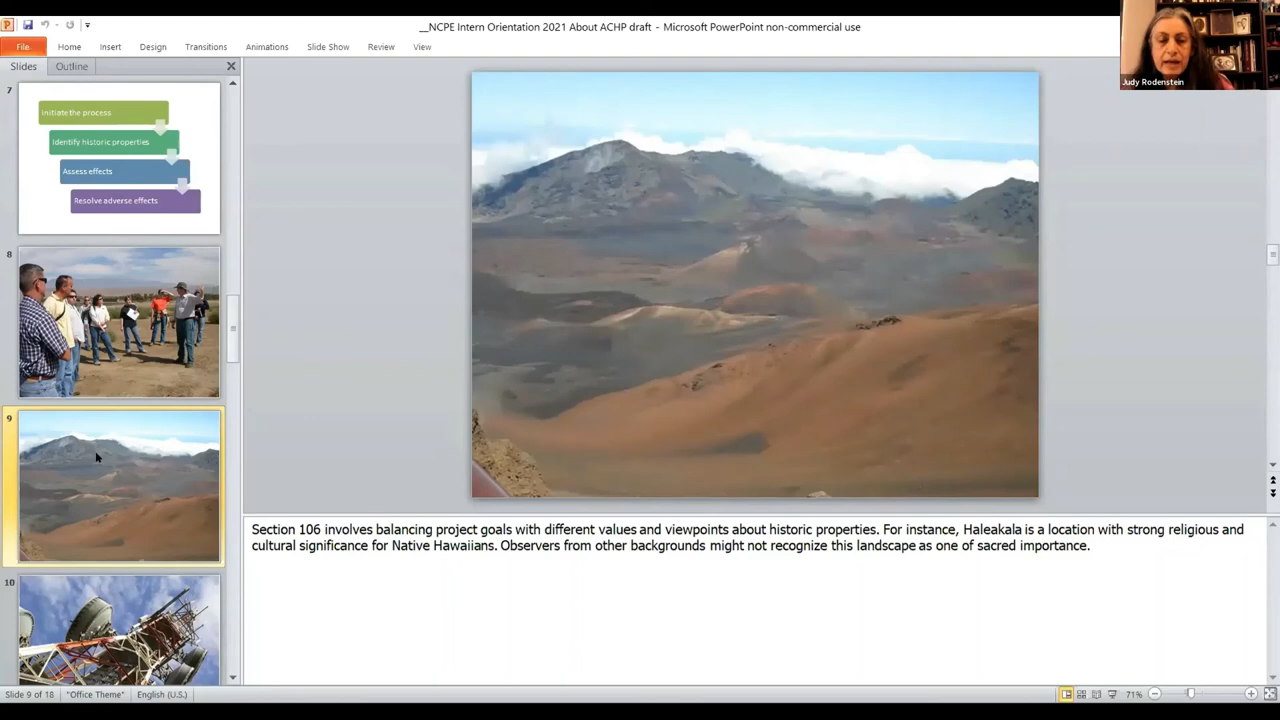 __NCPE Intern Orientation 2021 About ACHP draft - Microsoft PowerPoint non-commercial use
Judy Rodenstein
File Home Insert Design Transitions Animations Slide Show Review View
Slides Outline
7
Initiate the process
Identify historic properties
Assess effects
Resolve adverse effects
8
9
10
Section 106 involves balancing project goals with different values and viewpoints about historic properties. For instance, Haleakala is a location with strong religious and
cultural significance for Native Hawaiians. Observers from other backgrounds might not recognize this landscape as one of sacred importance.
Slide 9 of 18 "Office Theme" English (U.S.) 71%